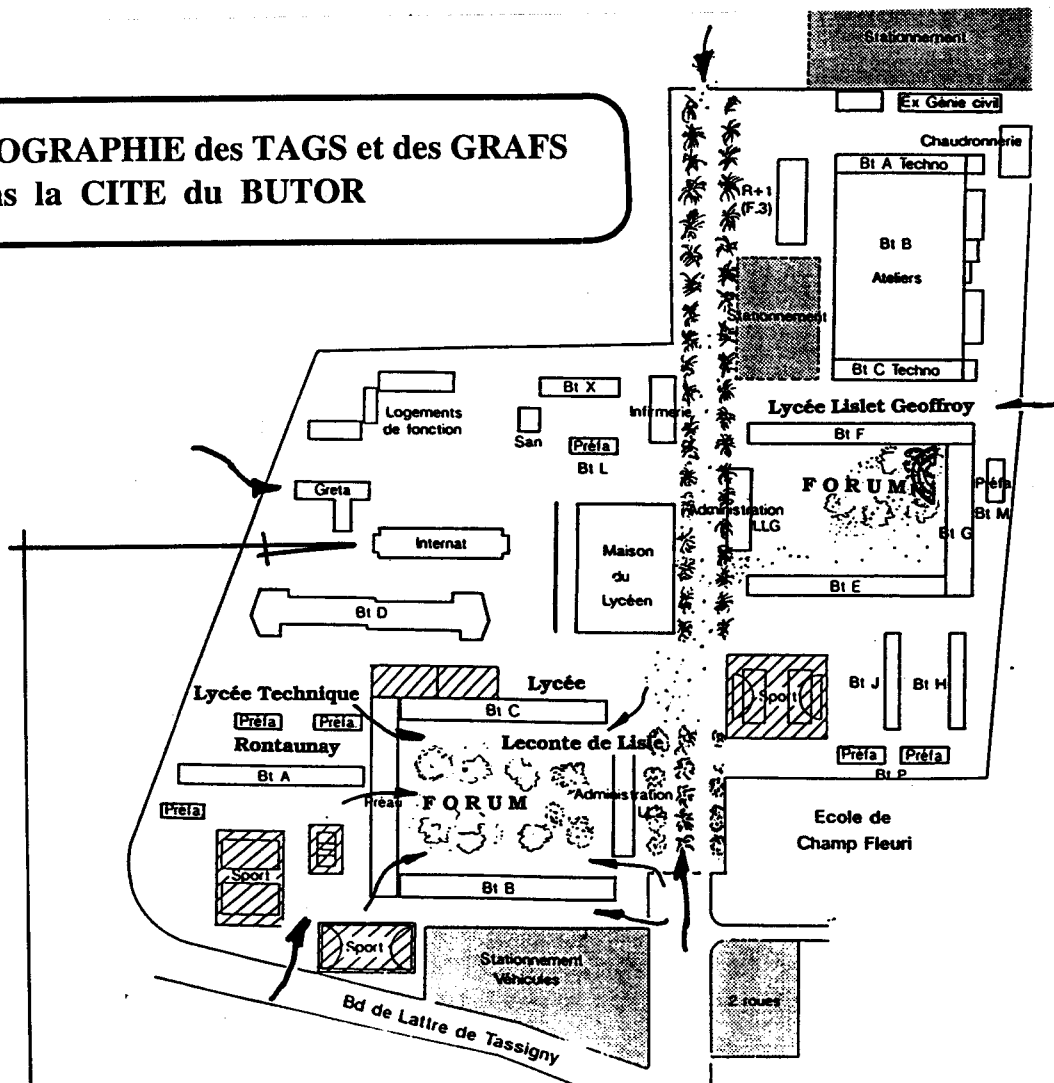 OGRAPHIE des TAGS et des GRAFS
s la CITE du BUTOR
Stationnement
Ex Génie civil
Chaudronnerie
Bt A Techno
R+1
(F.3)
Bt B
Ateliers
Stationnement
Bt C Techno
Logements
de fonction
Bt X
San
Infirmerie
Préfa
Bt L
Lycée Lislet Geoffroy
Bt F
FORUM
Préfa
Bt M
Bt G
Administration
LLG
Greta
Internat
Maison
du
Lycéen
Bt E
Bt D
Lycée Technique
Rontaunay
Lycée
Leconte de Lisle
Bt C
Sport
Bt J
Bt H
Préfa
Préfa
Bt A
Préfa
Préau
FORUM
Administration
Préfa
Préfa
Bt P
Ecole de
Champ Fleuri
Sport
Bt B
Sport
Stationnement
Véhicules
2 roues
Bd de Lattre de Tassigny